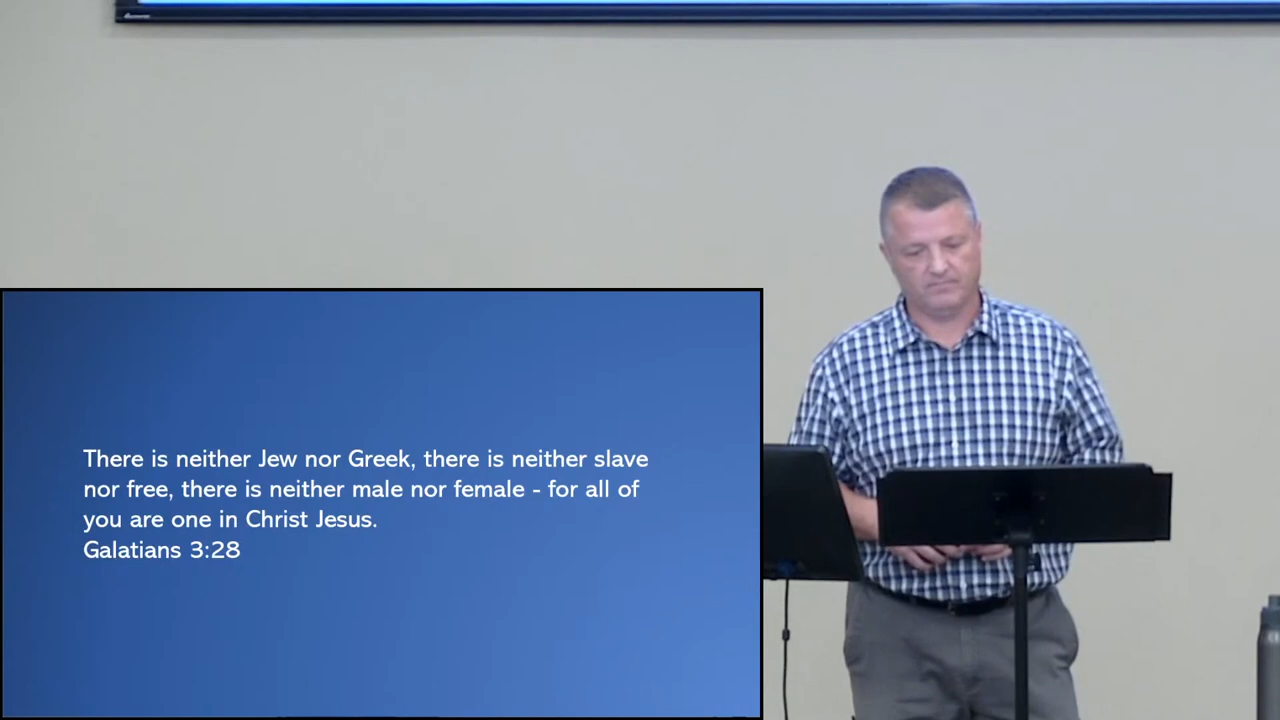 There is neither Jew nor Greek, there is neither slave
nor free, there is neither male nor female - for all of
you are one in Christ Jesus.
Galatians 3:28